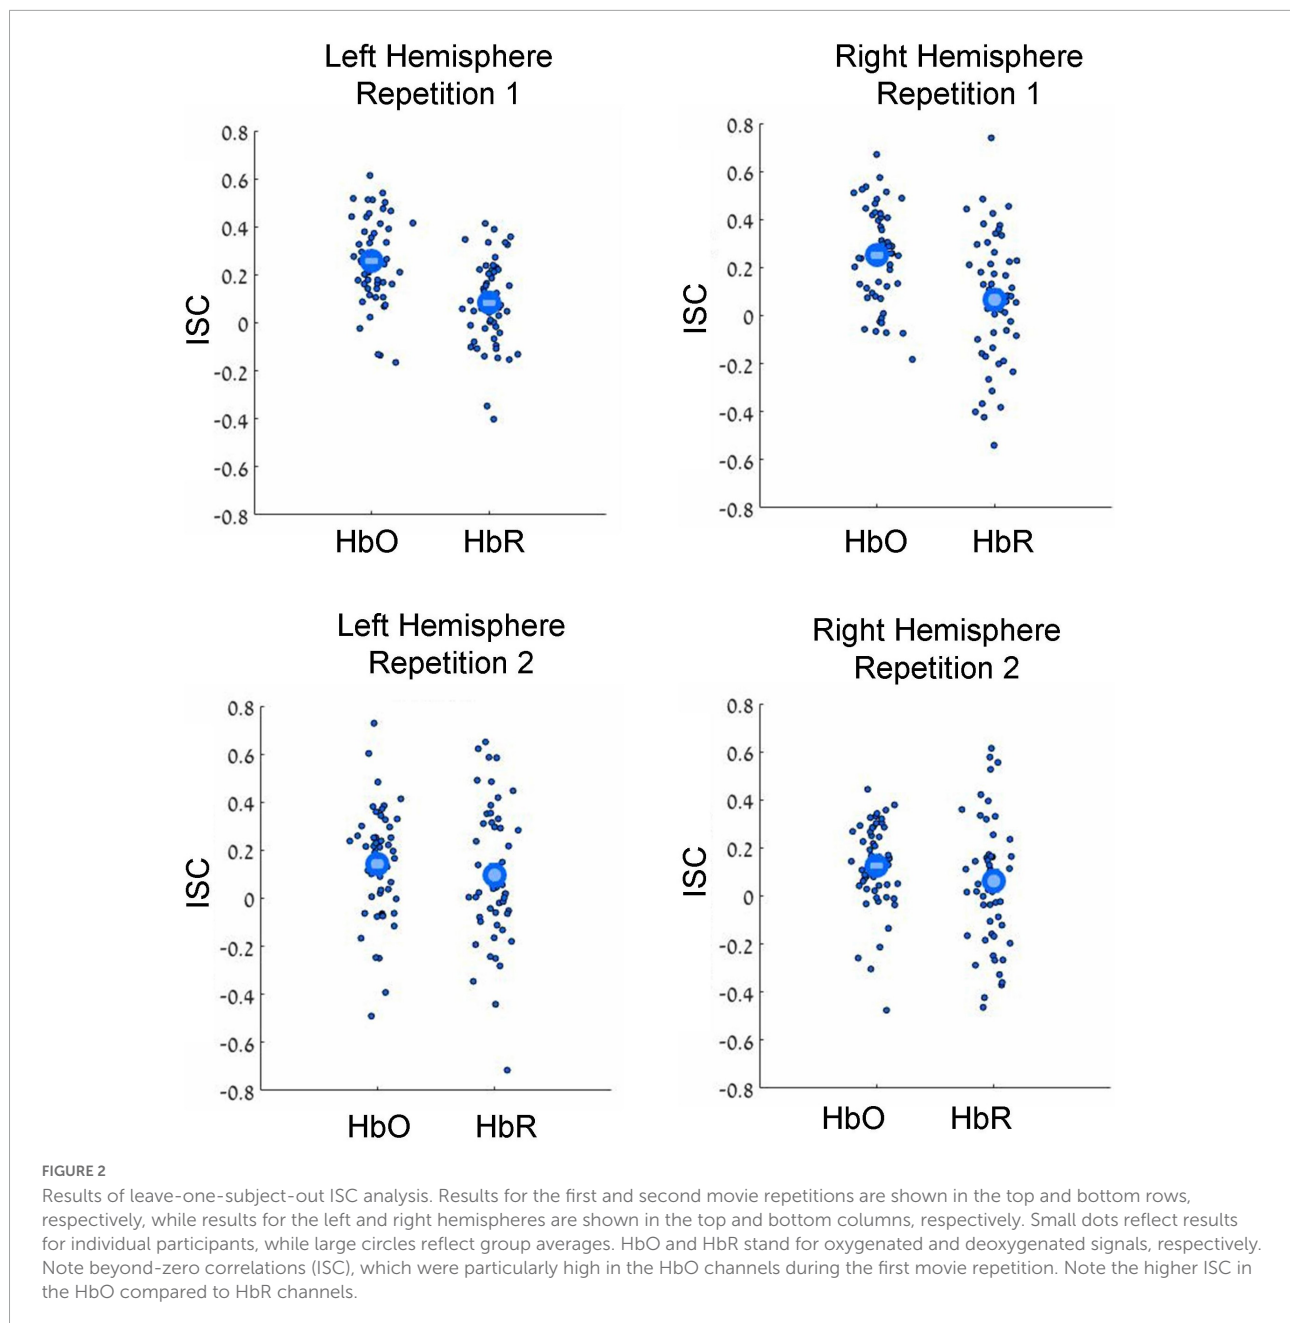 Left Hemisphere
Repetition 1
0.8
0.6
0.4
0.2
0
-0.2
-0.4
-0.6
-0.8
ISC
HbO HbR
Right Hemisphere
Repetition 1
0.8
0.6
0.4
0.2
0
-0.2
-0.4
-0.6
-0.8
ISC
HbO HbR
Left Hemisphere
Repetition 2
0.8
0.6
0.4
0.2
0
-0.2
-0.4
-0.6
-0.8
ISC
HbO HbR
Right Hemisphere
Repetition 2
0.8
0.6
0.4
0.2
0
-0.2
-0.4
-0.6
-0.8
ISC
HbO HbR
FIGURE 2
Results of leave-one-subject-out ISC analysis. Results for the first and second movie repetitions are shown in the top and bottom rows,
respectively, while results for the left and right hemispheres are shown in the top and bottom columns, respectively. Small dots reflect results
for individual participants, while large circles reflect group averages. HbO and HbR stand for oxygenated and deoxygenated signals, respectively.
Note beyond-zero correlations (ISC), which were particularly high in the HbO channels during the first movie repetition. Note the higher ISC in
the HbO compared to HbR channels.